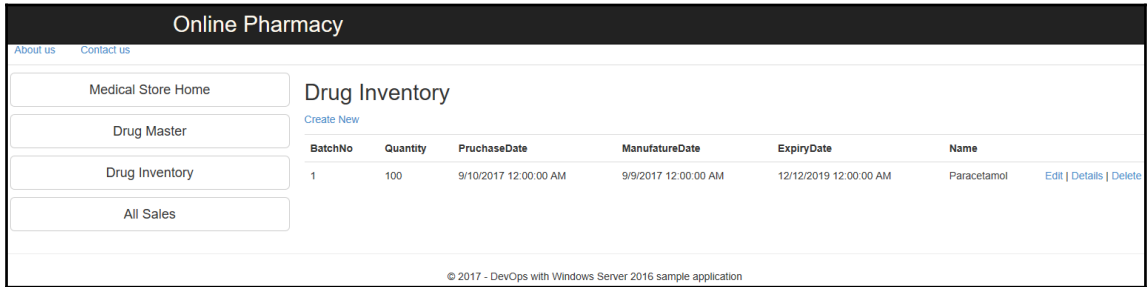 Online Pharmacy
About us Contact us
Medical Store Home
Drug Master
Drug Inventory
All Sales
Drug Inventory
Create New
BatchNo Quantity PruchaseDate ManufatureDate ExpiryDate Name
1 100 9/10/2017 12:00:00 AM 9/9/2017 12:00:00 AM 12/12/2019 12:00:00 AM Paracetamol Edit | Details | Delete
© 2017 - DevOps with Windows Server 2016 sample application